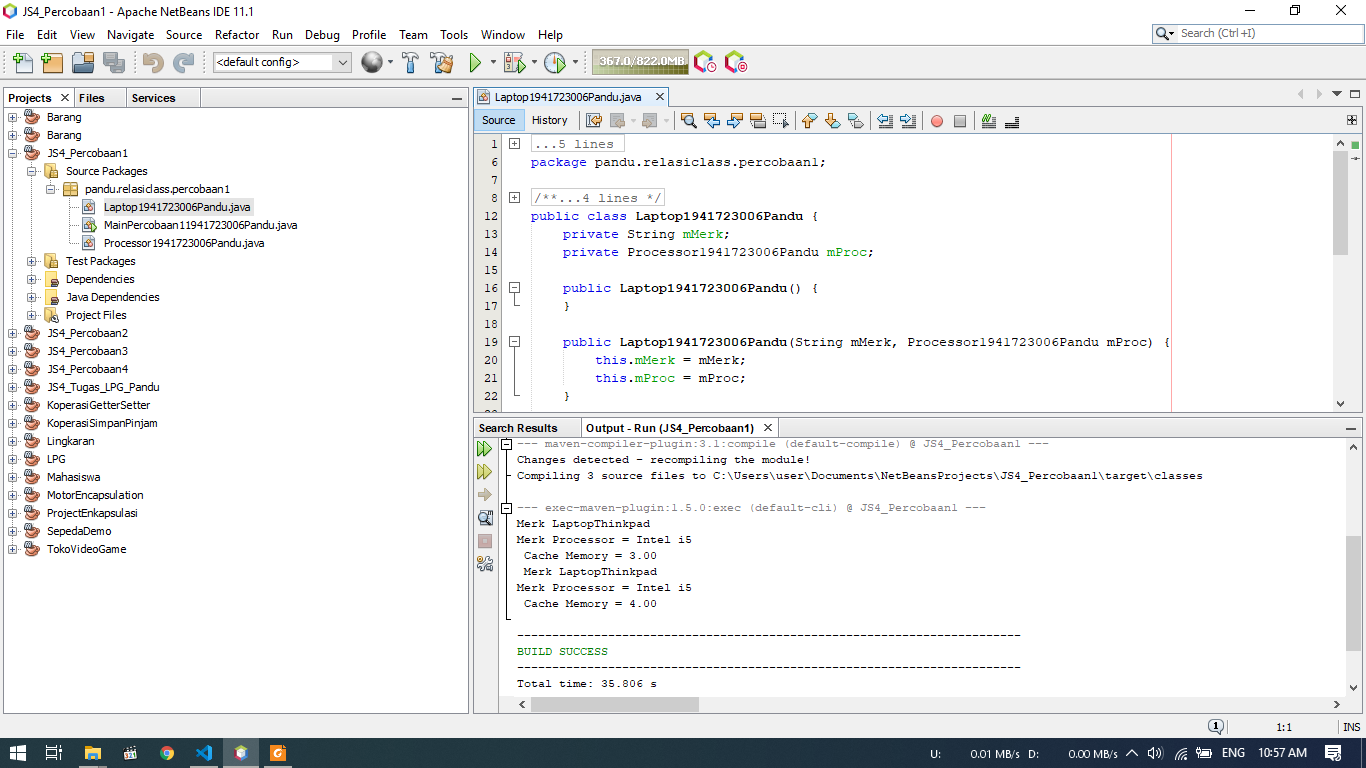 JS4_Percobaan1 - Apache NetBeans IDE 11.1
File Edit View Navigate Source Refactor Run Debug Profile Team Tools Window Help
Search (Ctrl+I)
<default config>
367.0/822.0MB
Projects Files Services
Barang
Barang
JS4_Percobaan1
Source Packages
pandu.relasiclass.percobaan1
Laptop1941723006Pandu.java
MainPercobaan11941723006Pandu.java
Processor1941723006Pandu.java
Test Packages
Dependencies
Java Dependencies
Project Files
JS4_Percobaan2
JS4_Percobaan3
JS4_Percobaan4
JS4_Tugas_LPG_Pandu
KoperasiGetterSetter
KoperasiSimpanPinjam
Lingkaran
LPG
Mahasiswa
MotorEncapsulation
ProjectEnkapsulasi
SepedaDemo
TokoVideoGame
Laptop1941723006Pandu.java
Source History
1 ...5 lines
6 package pandu.relasiclass.percobaan1;
7
8 /**...4 lines */
12 public class Laptop1941723006Pandu {
13 private String mMerk;
14 private Processor1941723006Pandu mProc;
15
16 public Laptop1941723006Pandu() {
17 }
18
19 public Laptop1941723006Pandu(String mMerk, Processor1941723006Pandu mProc) {
20 this.mMerk = mMerk;
21 this.mProc = mProc;
22 }
Search Results Output - Run (JS4_Percobaan1)
--- maven-compiler-plugin:3.1:compile (default-compile) @ JS4_Percobaan1 ---
Changes detected - recompiling the module!
Compiling 3 source files to C:\Users\user\Documents\NetBeansProjects\JS4_Percobaan1\target\classes
--- exec-maven-plugin:1.5.0:exec (default-cli) @ JS4_Percobaan1 ---
Merk LaptopThinkpad
Merk Processor = Intel i5
Cache Memory = 3.00
Merk LaptopThinkpad
Merk Processor = Intel i5
Cache Memory = 4.00
------------------------------------------------------------------------
BUILD SUCCESS
------------------------------------------------------------------------
Total time: 35.806 s
1 1:1 INS
U: 0.01 MB/s D: 0.00 MB/s ENG 10:57 AM